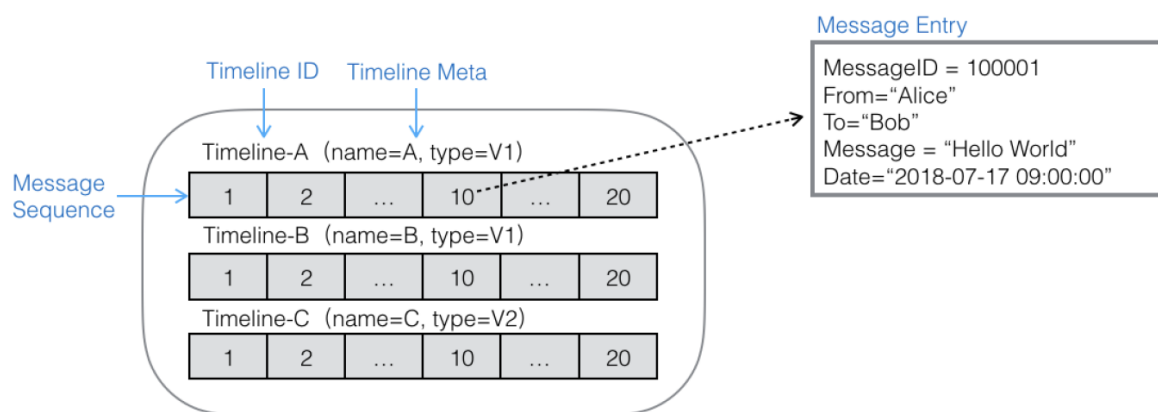 Message Entry
MessageID = 100001
From=“Alice”
To=“Bob”
Message = “Hello World”
Date=“2018-07-17 09:00:00”
Timeline ID
Timeline Meta
Timeline-A (name=A, type=V1)
Message
Sequence
1 2 ... 10 ... 20
Timeline-B (name=B, type=V1)
1 2 ... 10 ... 20
Timeline-C (name=C, type=V2)
1 2 ... 10 ... 20